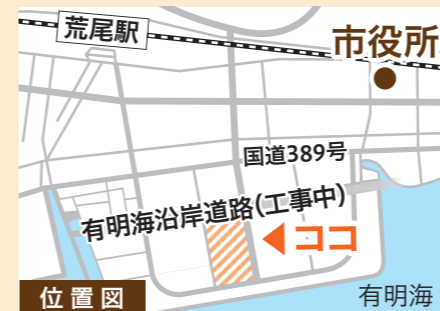 荒尾駅
市役所
国道389号
有明海沿岸道路(工事中)
ココ
位置図
有明海